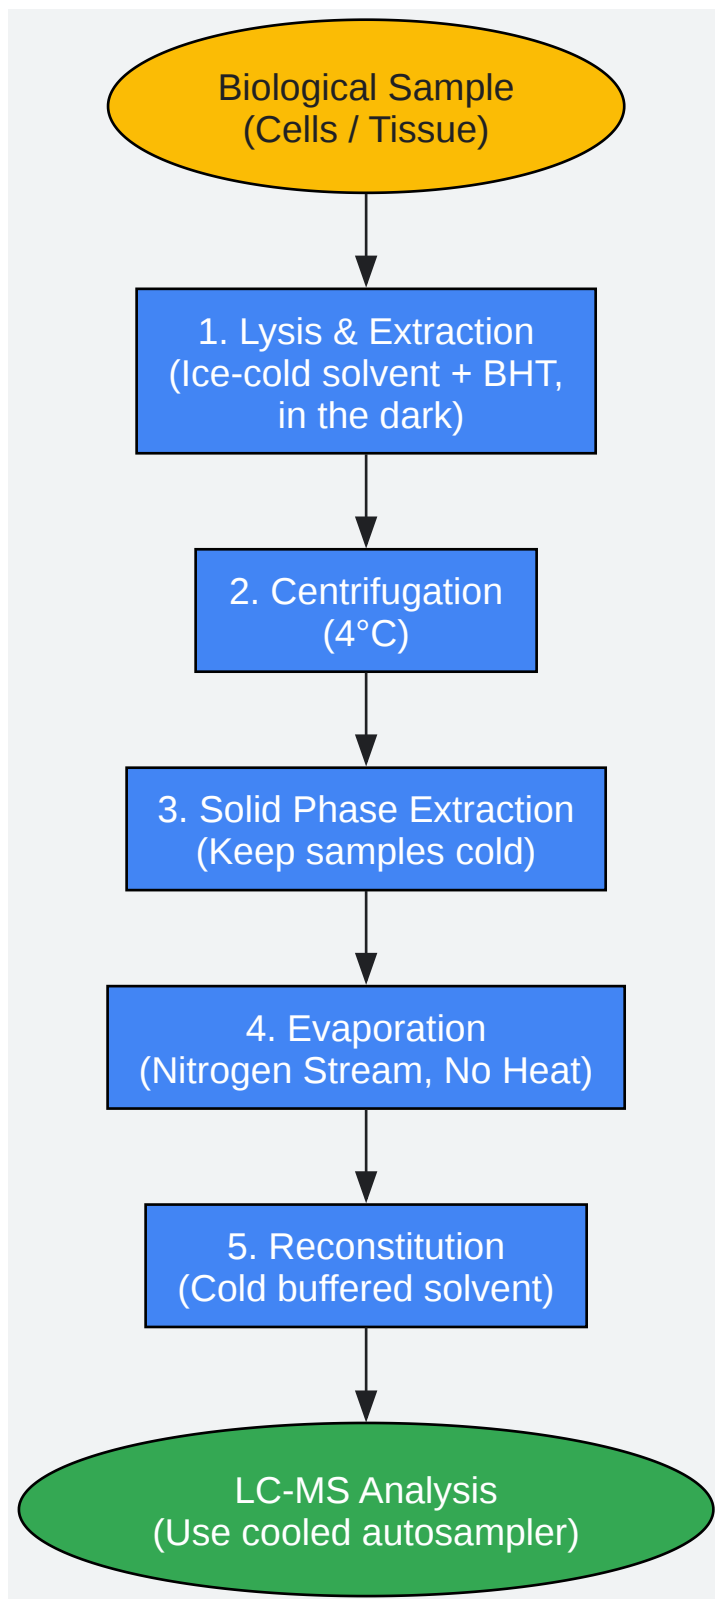 Biological Sample
(Cells / Tissue)
1. Lysis & Extraction
(Ice-cold solvent + BHT,
in the dark)
2. Centrifugation
(4°C)
3. Solid Phase Extraction
(Keep samples cold)
4. Evaporation
(Nitrogen Stream, No Heat)
5. Reconstitution
(Cold buffered solvent)
LC-MS Analysis
(Use cooled autosampler)